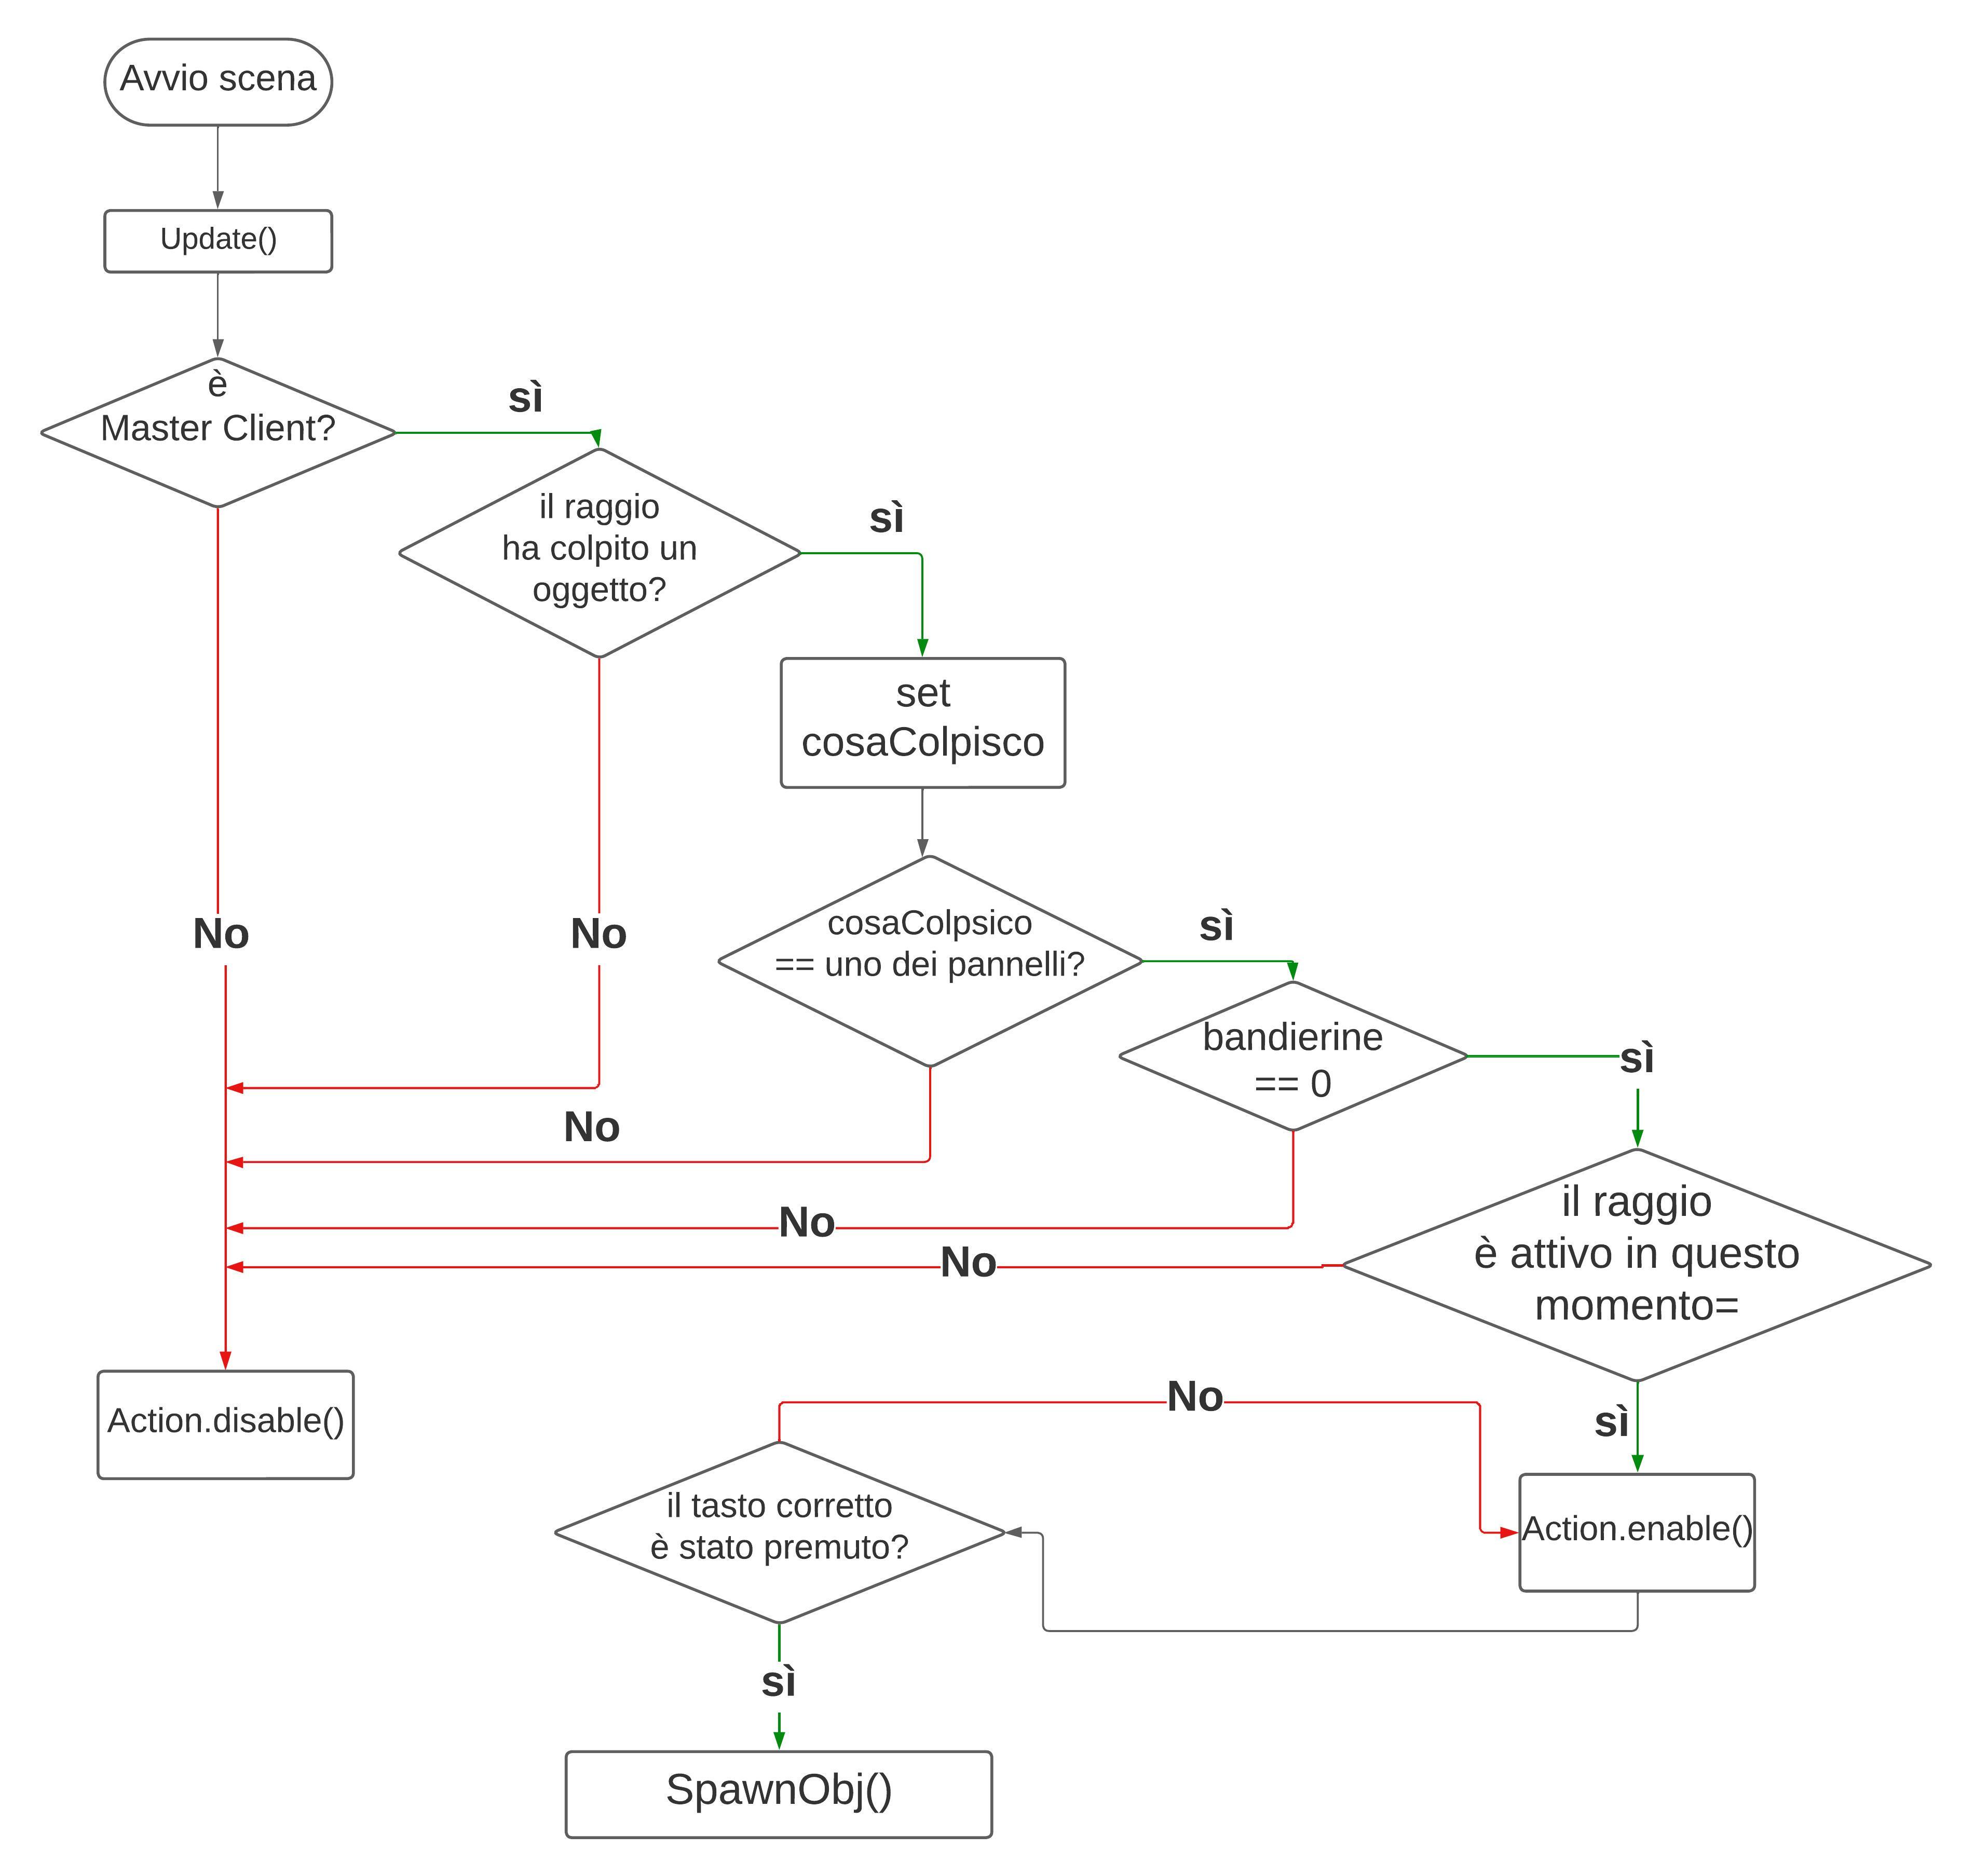 Avvio scena
Update()
è
Master Client?
sì
il raggio
ha colpito un
oggetto?
sì
set
cosaColpisco
No
No
cosaColpsico
== uno dei pannelli?
sì
bandierine
== 0
sì
No
No
No
il raggio
è attivo in questo
momento=
sì
Action.disable()
No
Action.enable()
il tasto corretto
è stato premuto?
sì
SpawnObj()